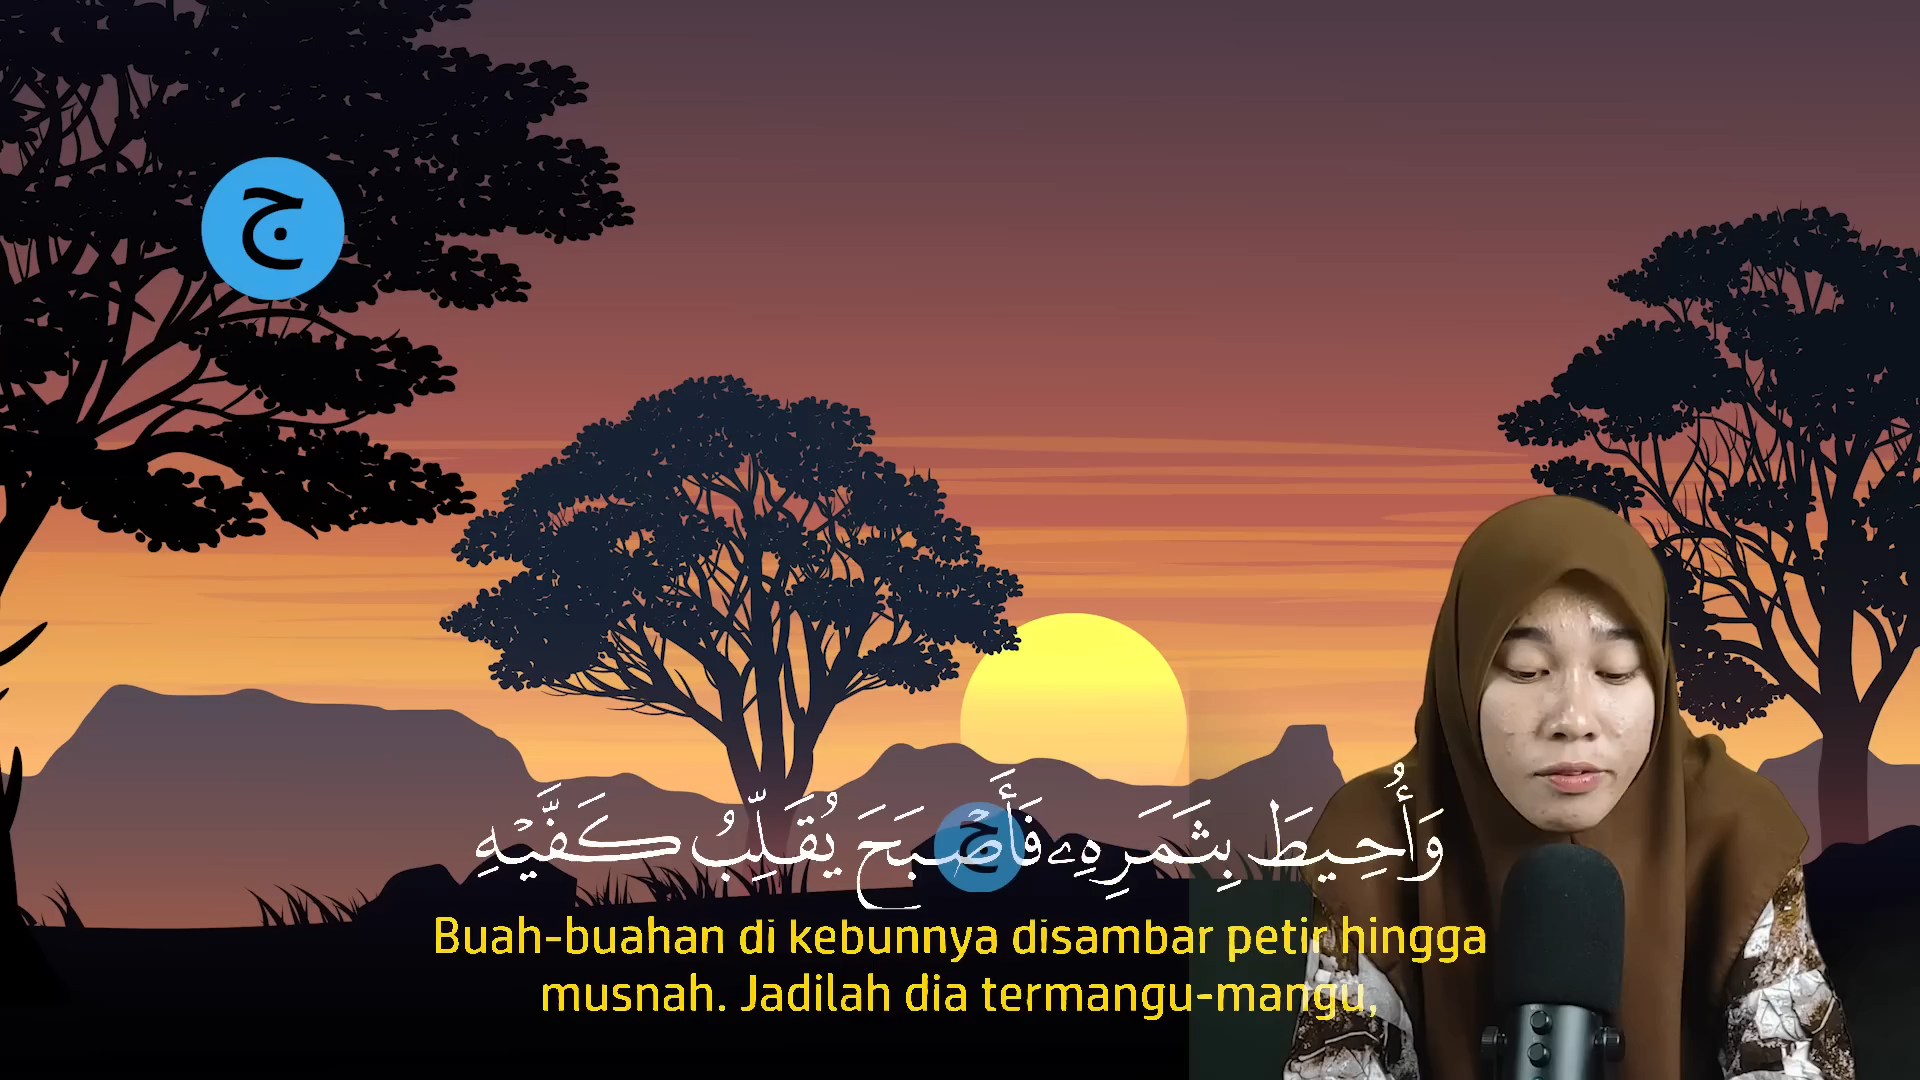 ج
وَأُحِيطَ بِثَمَرِهِۦ فَأَصْبَحَ يُقَلِّبُ كَفَّيْهِ
ج
Buah-buahan di kebunnya disambar petir hingga
musnah. Jadilah dia termangu-mangu,